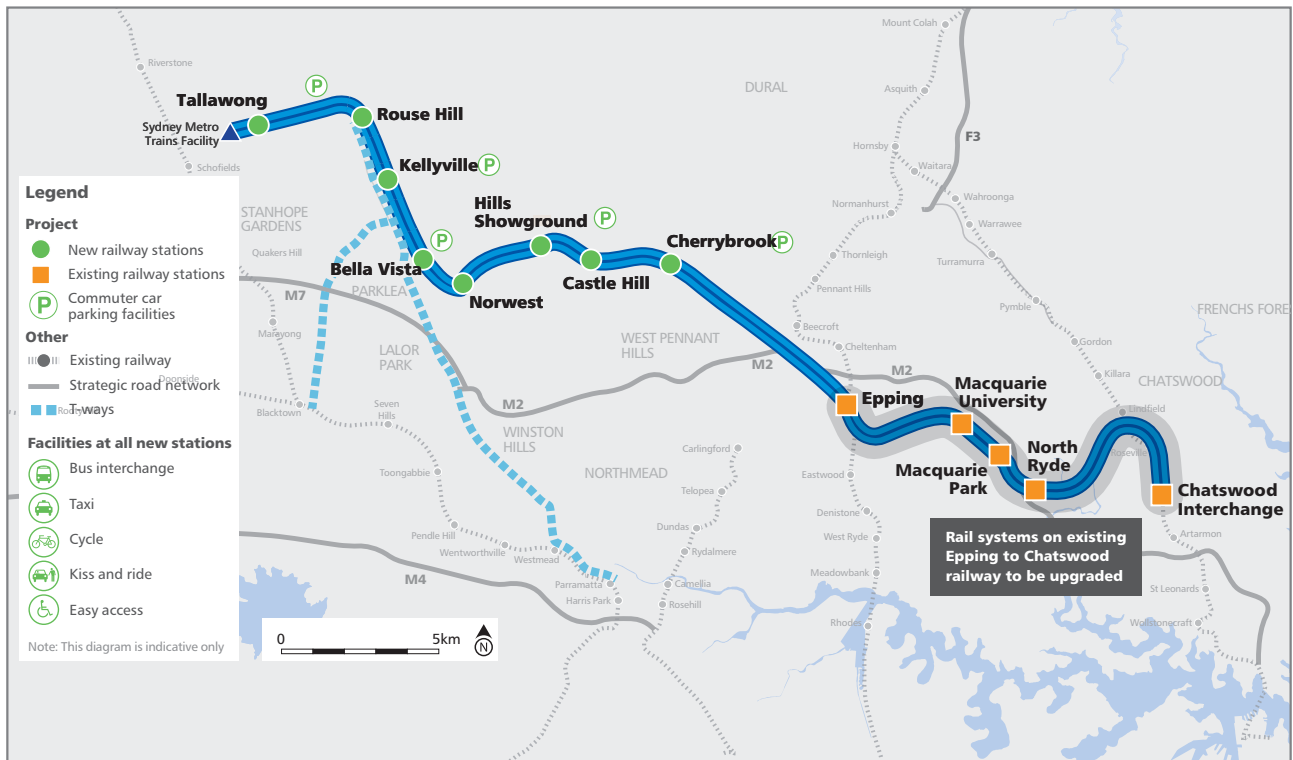 Mount Colah
Riverstone
DURAL
Asquith
P
Tallawong
Rouse Hill
Sydney Metro
Trains Facility
F3
Hornsby
Waitara
Schofields
Kellyville
P
Wahroonga
Normanhurst
Warrawee
Turramurra
Legend
Project
New railway stations
Existing railway stations
P
Commuter car
parking facilities
Other
Existing railway
Strategic road network
Doonside
T-ways
Rooty Hill
Facilities at all new stations
Bus interchange
Taxi
Cycle
Kiss and ride
Easy access
Note: This diagram is indicative only
STANHOPE
GARDENS
Quakers Hill
Hills
Showground
P
P
Cherrybrook
P
Thornleigh
Bella Vista
Castle Hill
PARKLEA
Norwest
M7
Pennant Hills
Pymble
FRENCHS FORE
Marayong
Beecroft
WEST PENNANT
HILLS
Cheltenham
Gordon
LALOR
PARK
M2
M2
Killara
CHATSWOOD
Macquarie
University
Epping
Blacktown
Seven
Hills
M2
Lindfield
WINSTON
HILLS
Carlingford
North
Ryde
Roseville
Toongabbie
NORTHMEAD
Eastwood
Macquarie
Park
Telopea
Chatswood
Interchange
Denistone
Dundas
West Ryde
Rail systems on existing
Epping to Chatswood
railway to be upgraded
Artarmon
Pendle Hill
Wentworthville
Westmead
Rydalmere
M4
Meadowbank
Parramatta
Camellia
St Leonards
Harris Park
Rosehill
Rhodes
Wollstonecraft
0
5km
N